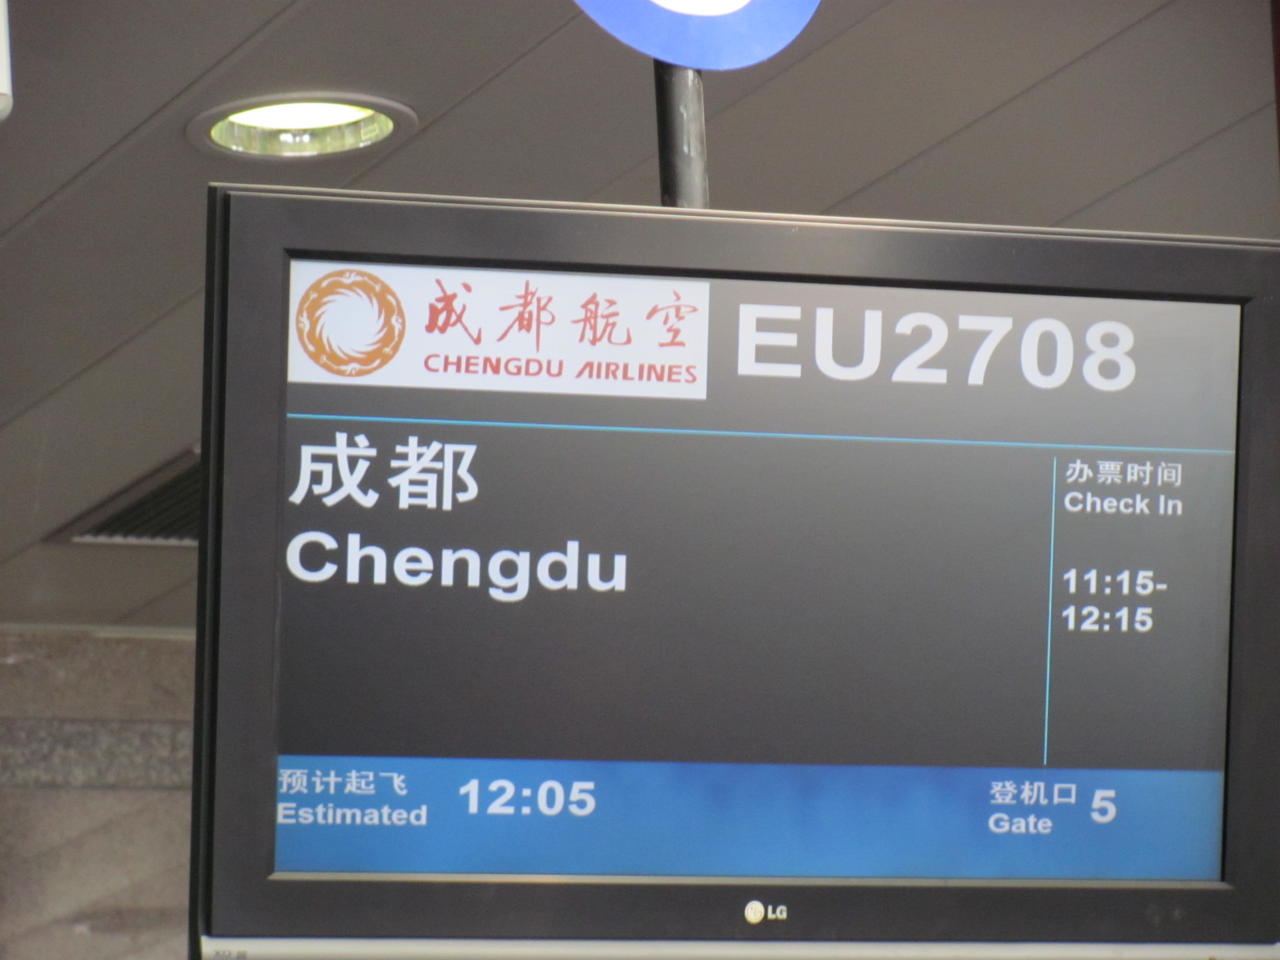 成都航空
CHENGDU AIRLINES
EU2708
成都
Chengdu
办票时间
Check In
11:15-
12:15
预计起飞
Estimated
12:05
登机口
Gate
5
LG